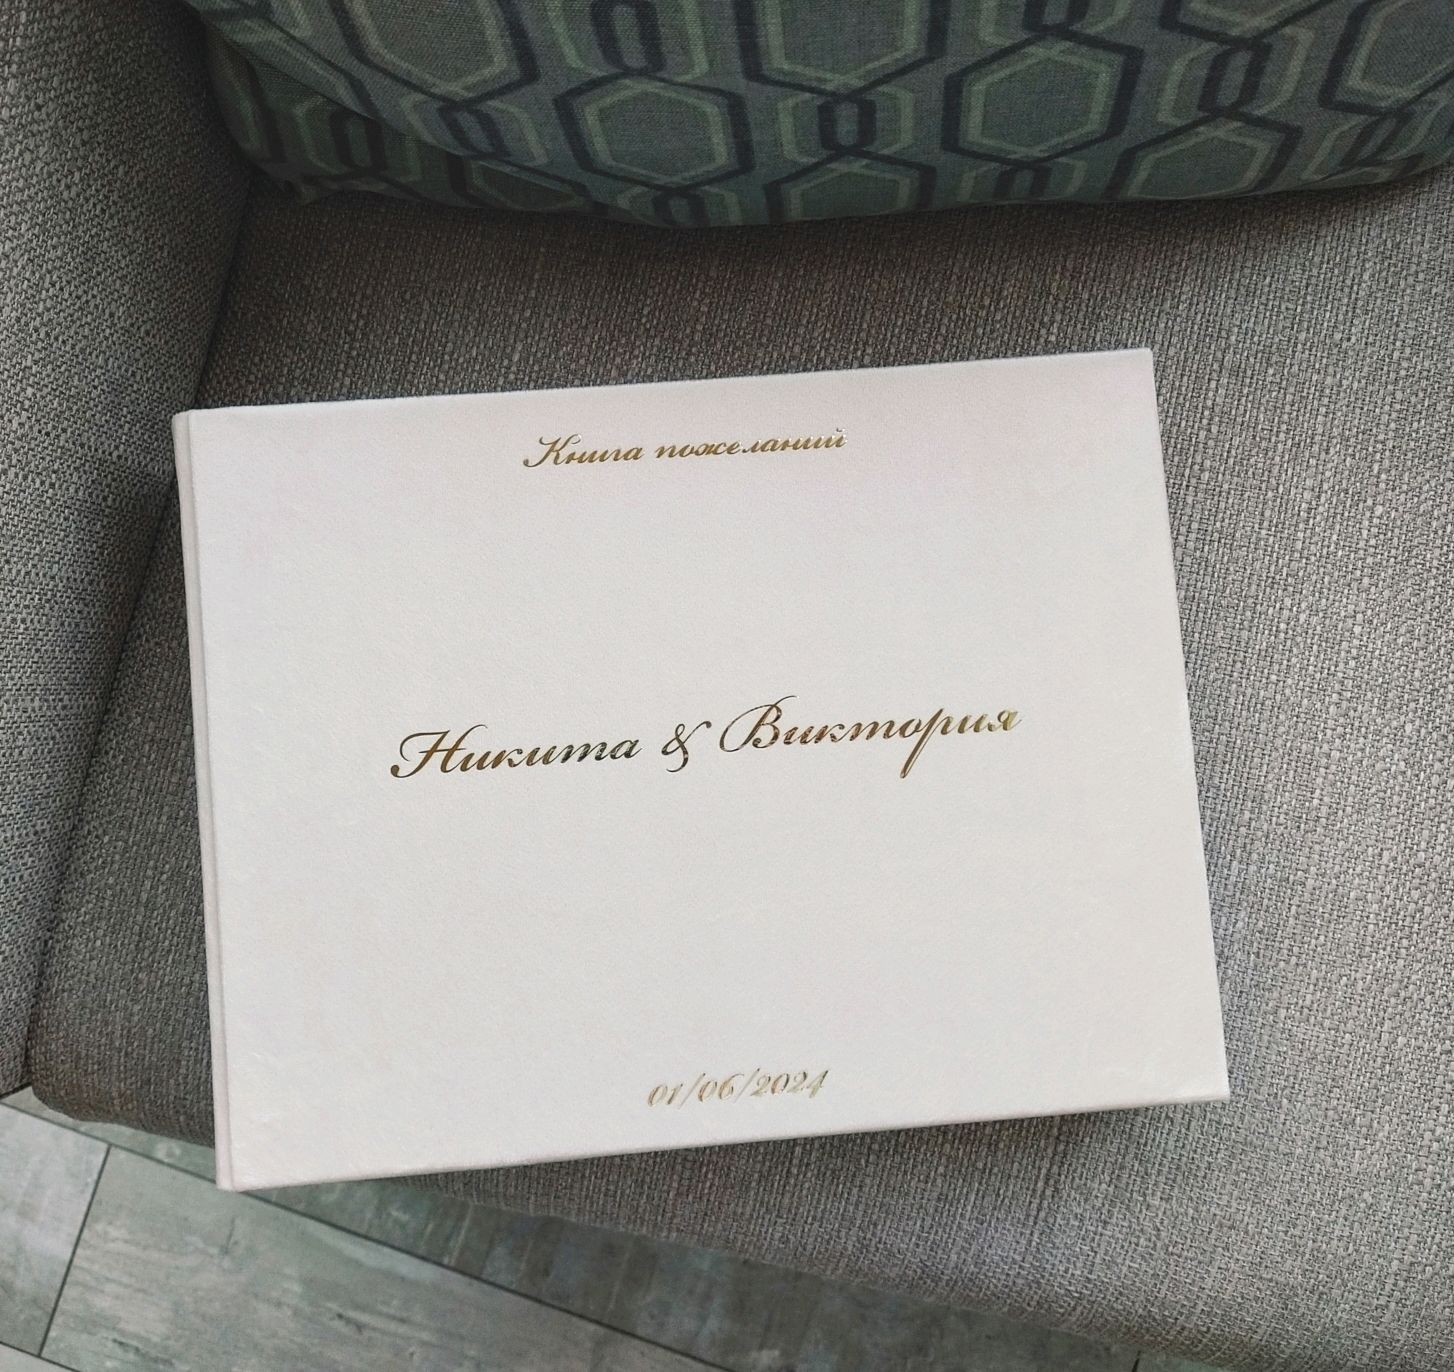 Книга пожеланий
Никита & Виктория
01/06/2024